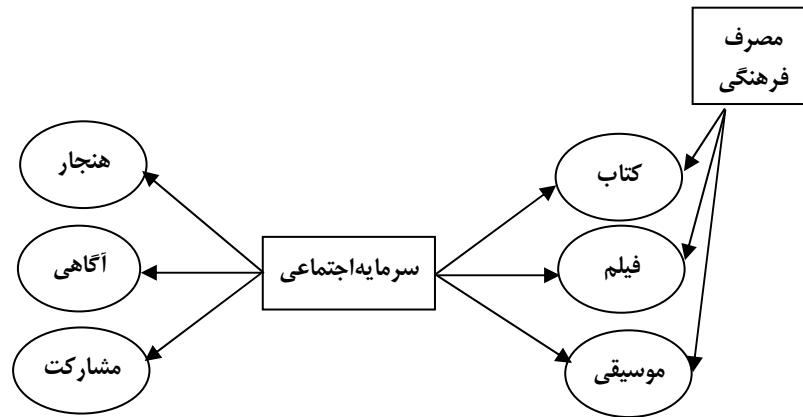 مصرف
فرهنگی
هنجار
کتاب
آگاهی
سرمایه‌اجتماعی
فیلم
مشارکت
موسیقی